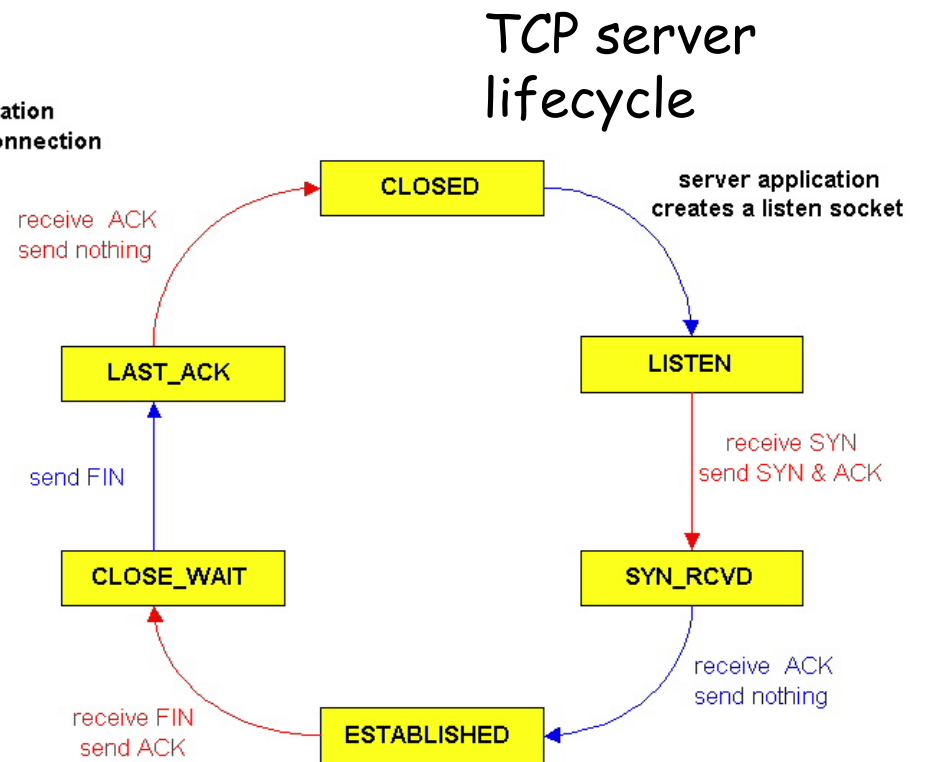 TCP server
lifecycle
ation
onnection
CLOSED
server application
creates a listen socket
receive ACK
send nothing
LAST_ACK
LISTEN
receive SYN
send SYN & ACK
send FIN
CLOSE_WAIT
SYN_RCVD
receive ACK
send nothing
receive FIN
send ACK
ESTABLISHED